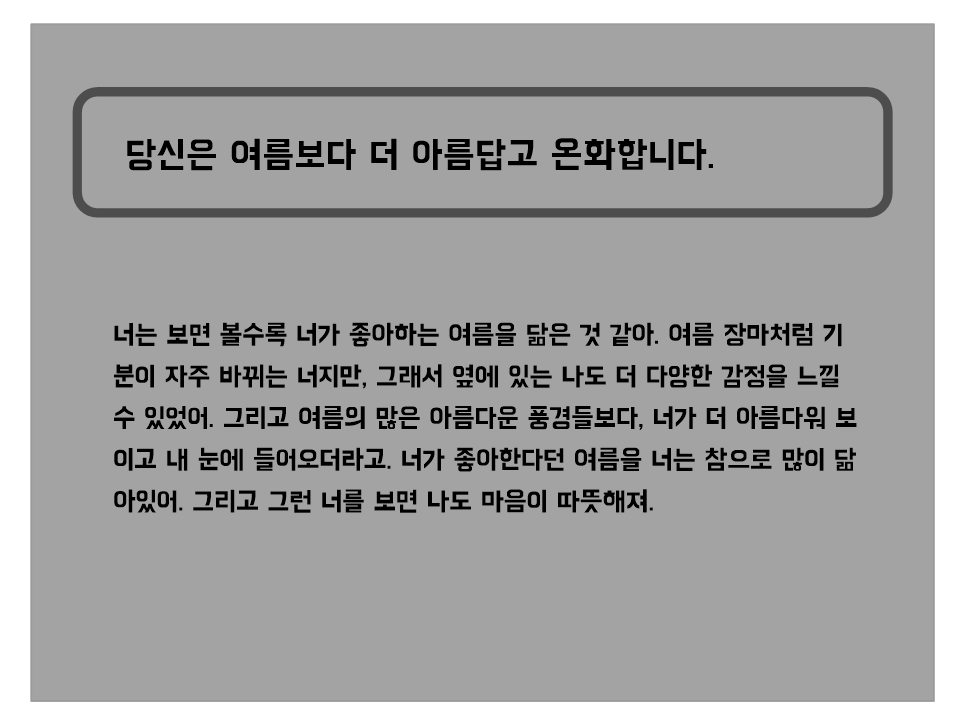 당신은 여름보다 더 아름답고 온화합니다.
너는 보면 볼수록 너가 좋아하는 여름을 닮은 것 같아. 여름 장마처럼 기
분이 자주 바뀌는 너지만, 그래서 옆에 있는 나도 더 다양한 감정을 느낄
수 있었어. 그리고 여름의 많은 아름다운 풍경들보다, 너가 더 아름다워 보
이고 내 눈에 들어오더라고. 너가 좋아한다던 여름을 너는 참으로 많이 닮
아있어. 그리고 그런 너를 보면 나도 마음이 따뜻해져.